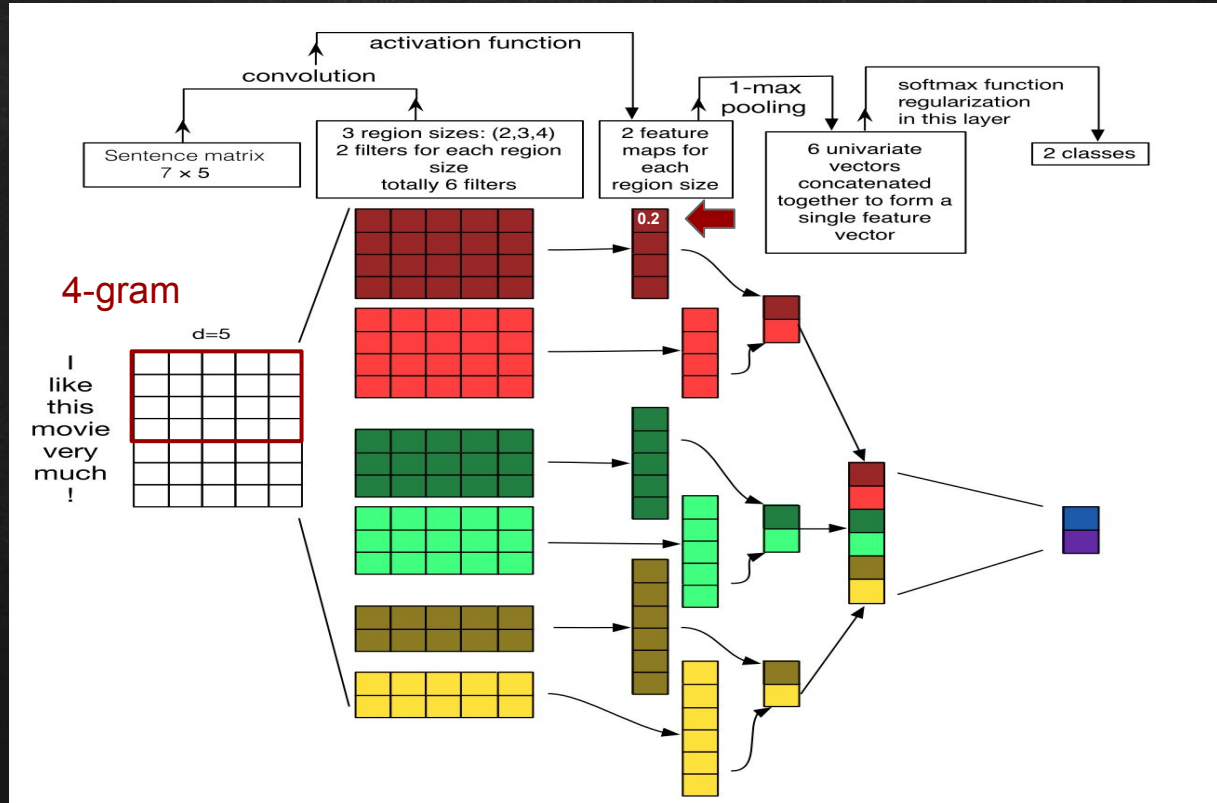 activation function
convolution
1-max
pooling
softmax function
regularization
in this layer
Sentence matrix
7 × 5
3 region sizes: (2,3,4)
2 filters for each region
size
totally 6 filters
2 feature
maps for
each
region size
6 univariate
vectors
concatenated
together to form a
single feature
vector
2 classes
0.2
4-gram
d=5
I
like
this
movie
very
much
!